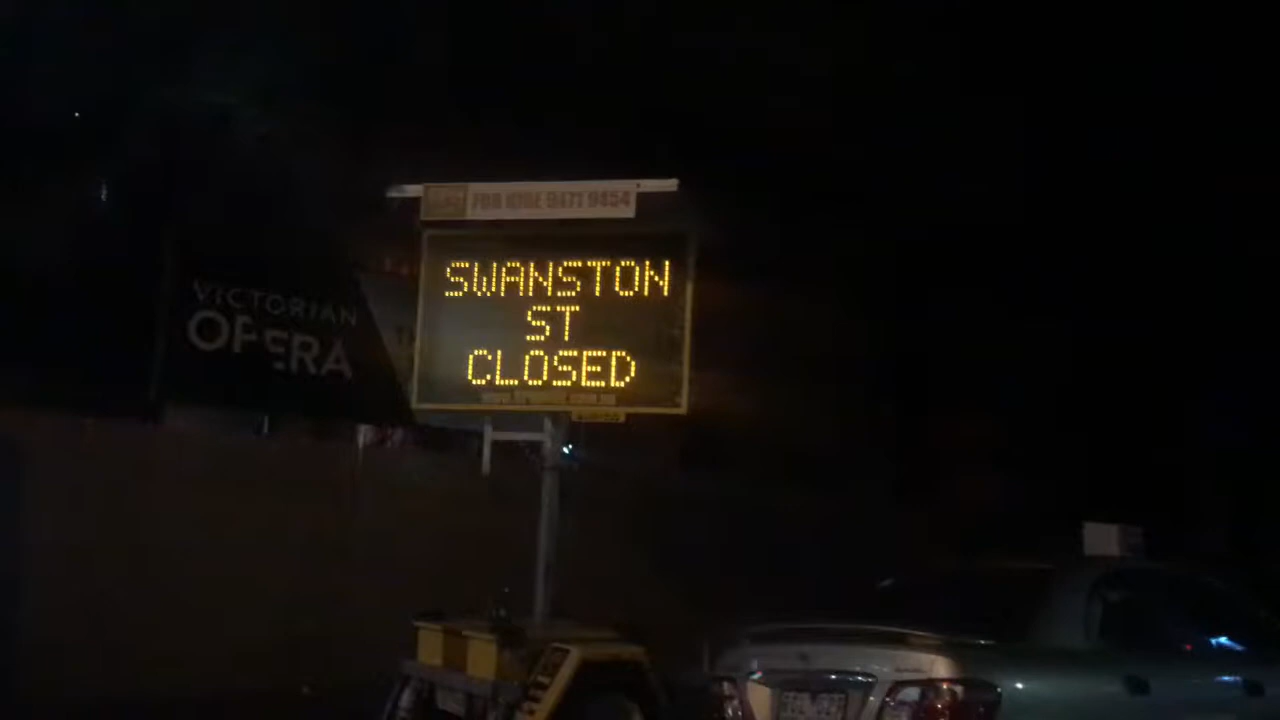 FOR HIRE 9471 9454
SWANSTON
ST
CLOSED
VICTORIAN
OPERA